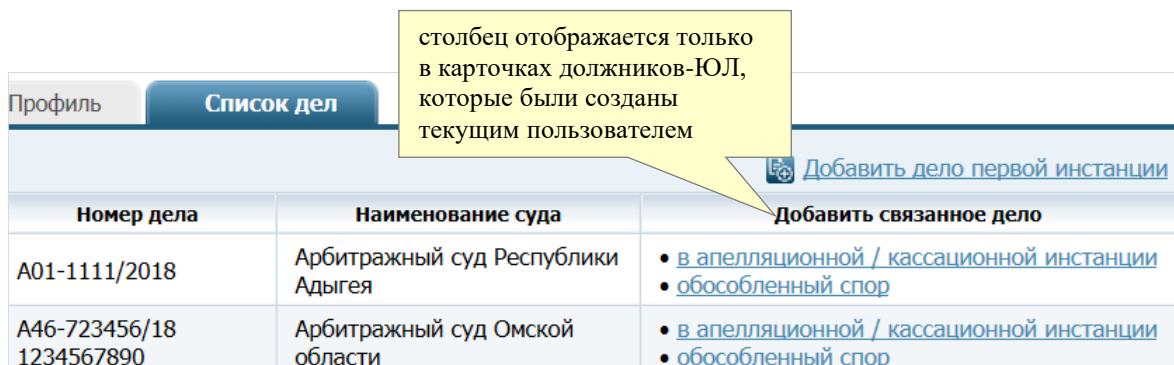 столбец отображается только
в карточках должников-ЮЛ,
которые были созданы
текущим пользователем
Профиль
Список дел
Добавить дело первой инстанции
Номер дела
Наименование суда
Добавить связанное дело
А01-1111/2018
Арбитражный суд Республики
Адыгея
• в апелляционной / кассационной инстанции
• обособленный спор
А46-723456/18
1234567890
Арбитражный суд Омской
области
• в апелляционной / кассационной инстанции
• обособленный спор